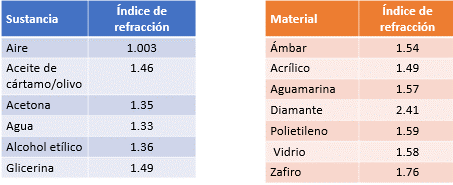 Sustancia Índice de
refracción
Aire 1.003
Aceite de 1.46
cártamo/olivo
Acetona 1.35
Agua 1.33
Alcohol etílico 1.36
Glicerina 1.49
Material Índice de
refracción
Ámbar 1.54
Acrílico 1.49
Aguamarina 1.57
Diamante 2.41
Polietileno 1.59
Vidrio 1.58
Zafiro 1.76